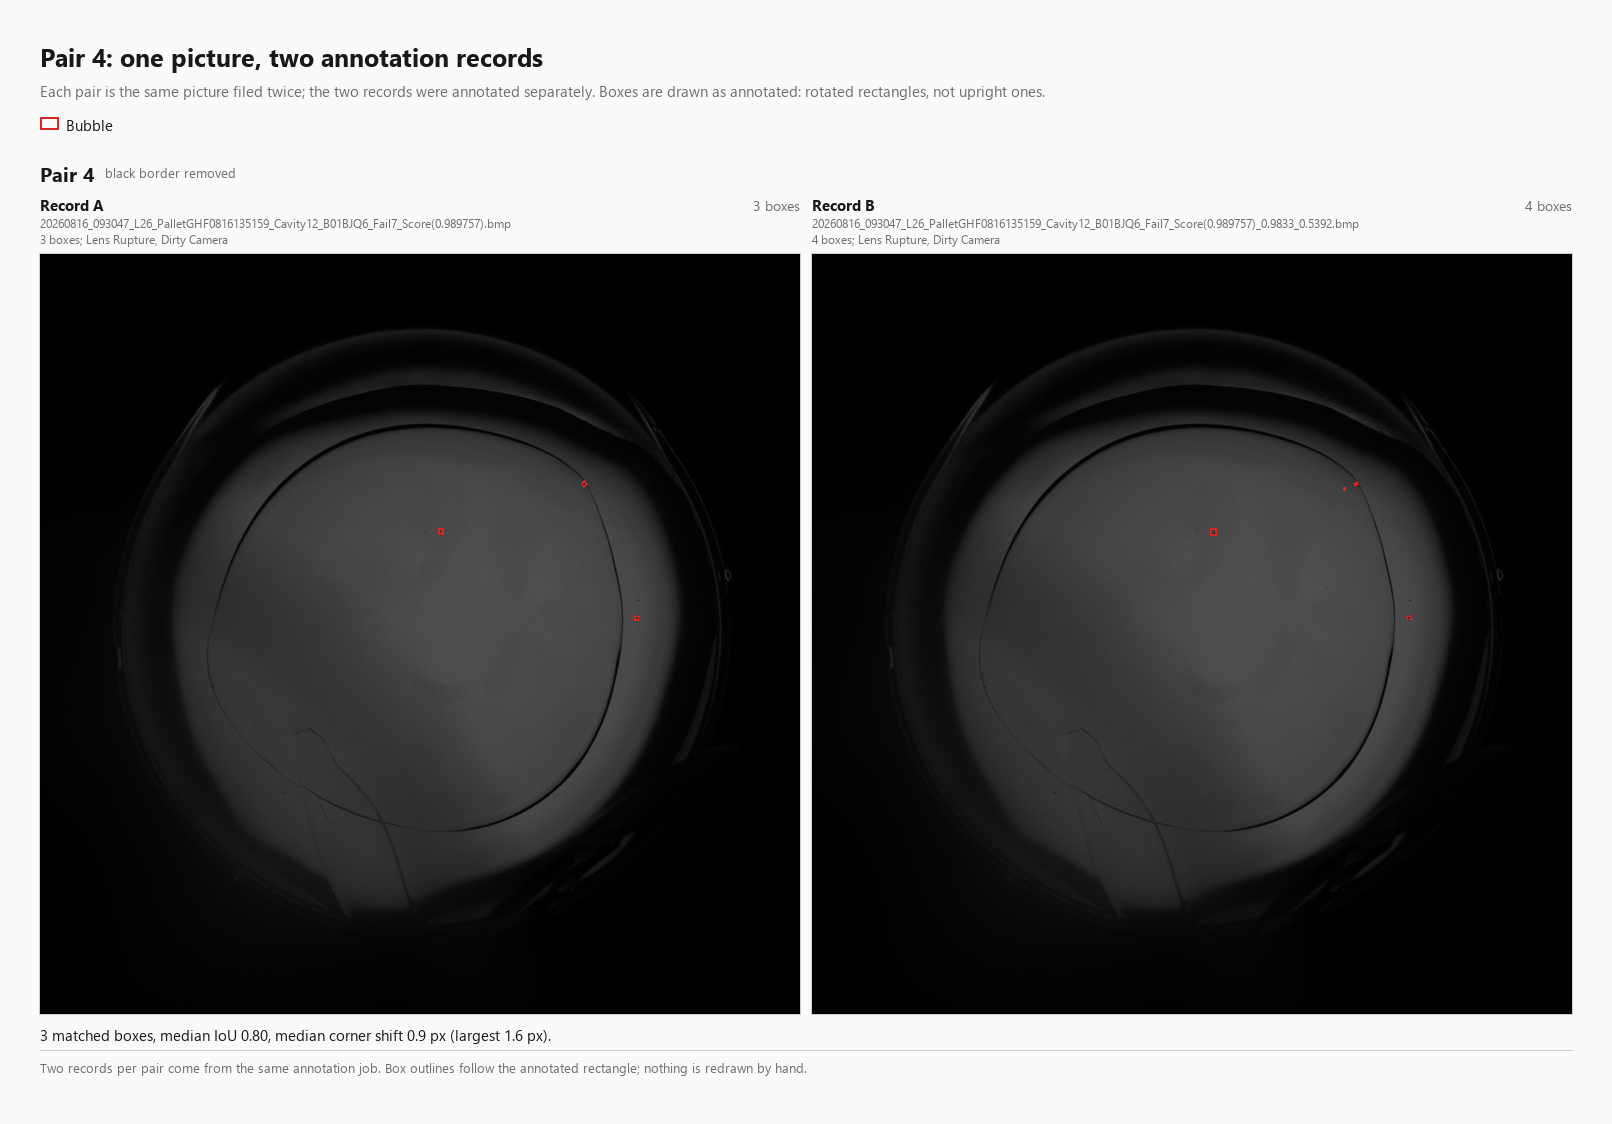 Pair 4: one picture, two annotation records
Each pair is the same picture filed twice; the two records were annotated separately. Boxes are drawn as annotated: rotated rectangles, not upright ones.
Bubble
Pair 4 black border removed
Record A 3 boxes
20260816_093047_L26_PalletGHF0816135159_Cavity12_B01BJQ6_Fail7_Score(0.989757).bmp
3 boxes; Lens Rupture, Dirty Camera
Record B 4 boxes
20260816_093047_L26_PalletGHF0816135159_Cavity12_B01BJQ6_Fail7_Score(0.989757)_0.9833_0.5392.bmp
4 boxes; Lens Rupture, Dirty Camera
3 matched boxes, median IoU 0.80, median corner shift 0.9 px (largest 1.6 px).
Two records per pair come from the same annotation job. Box outlines follow the annotated rectangle; nothing is redrawn by hand.